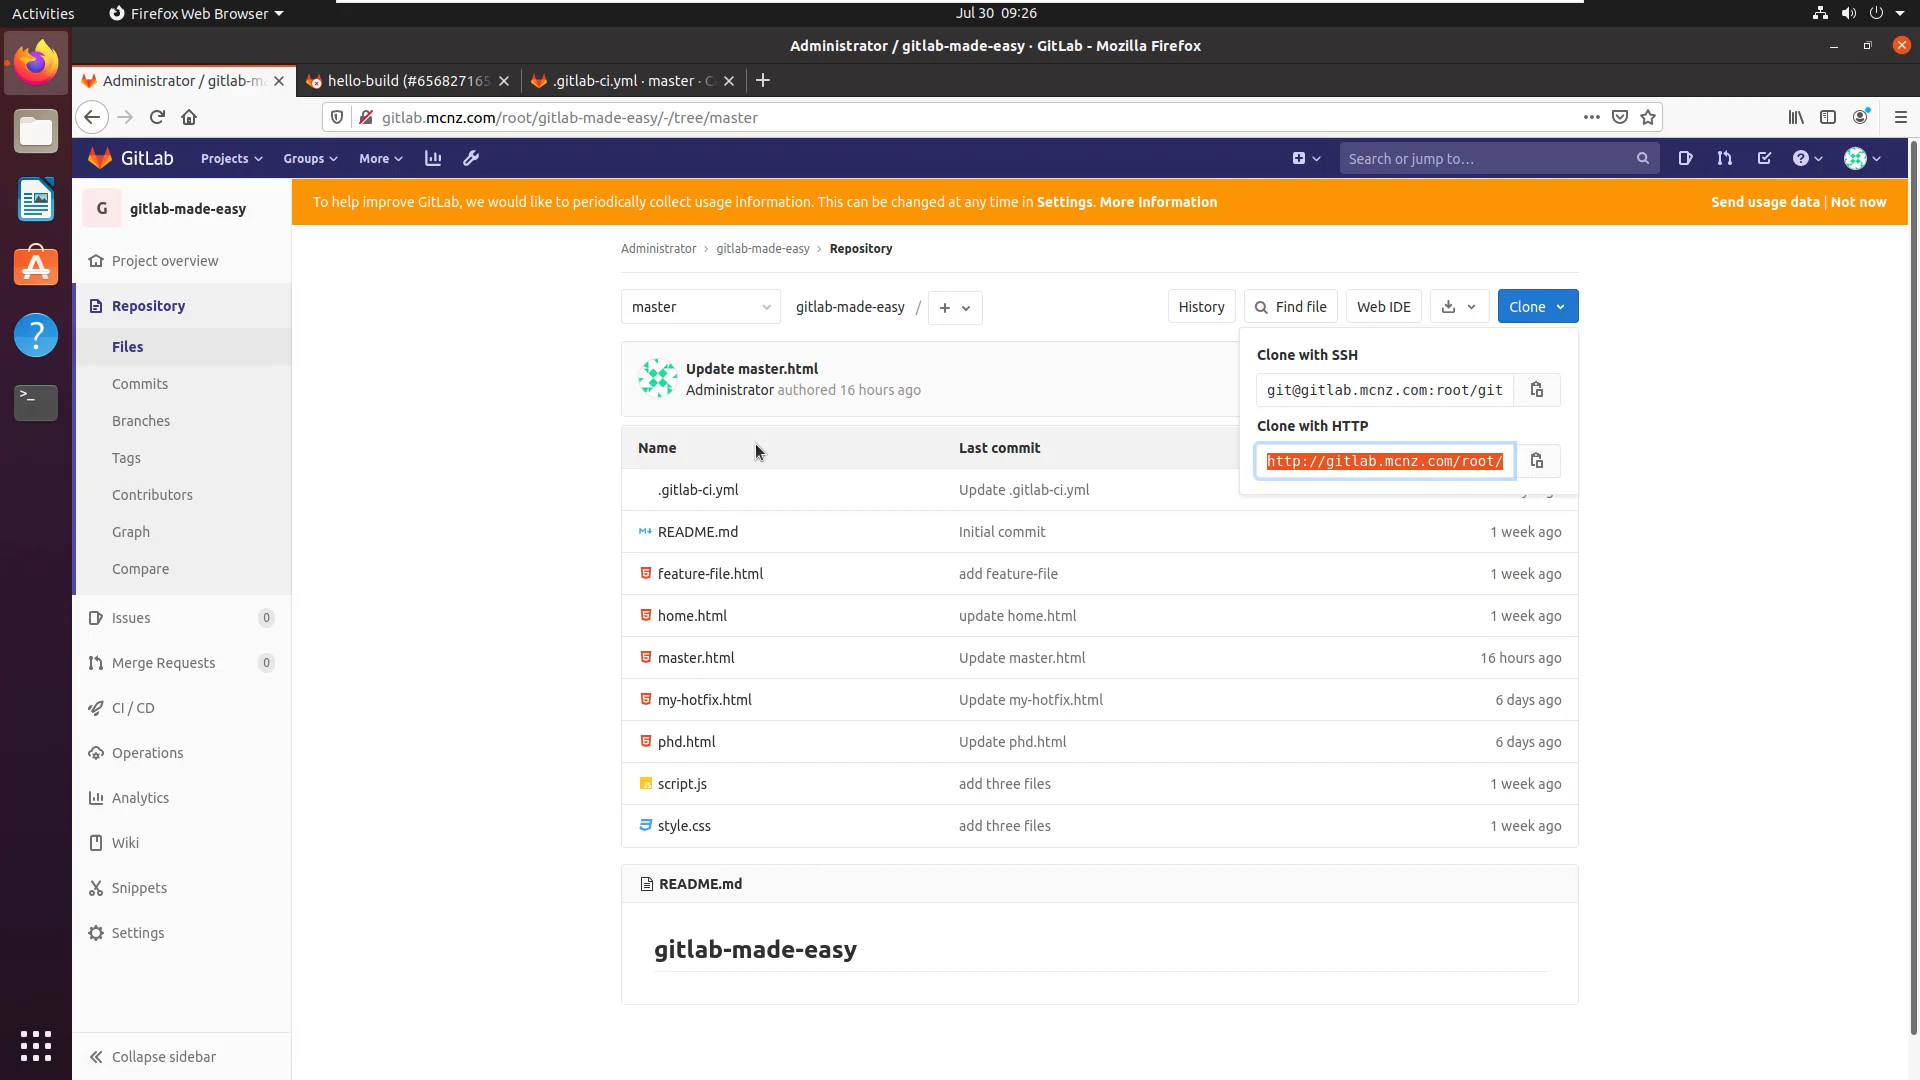 Activities
Firefox Web Browser
Jul 30 09:26
Administrator / gitlab-made-easy · GitLab - Mozilla Firefox
Administrator / gitlab-m
hello-build (#656827165
.gitlab-ci.yml · master · C
gitlab.mcnz.com/root/gitlab-made-easy/-/tree/master
GitLab
Projects
Groups
More
Search or jump to…
G
gitlab-made-easy
To help improve GitLab, we would like to periodically collect usage information. This can be changed at any time in Settings. More Information
Send usage data | Not now
Project overview
Repository
Files
Commits
Branches
Tags
Contributors
Graph
Compare
Issues 0
Merge Requests 0
CI / CD
Operations
Analytics
Wiki
Snippets
Settings
Collapse sidebar
Administrator › gitlab-made-easy › Repository
master
gitlab-made-easy / +
History
Find file
Web IDE
Clone
Clone with SSH
git@gitlab.mcnz.com:root/git
Clone with HTTP
http://gitlab.mcnz.com/root/
Update master.html
Administrator authored 16 hours ago
Name Last commit
.gitlab-ci.yml Update .gitlab-ci.yml
README.md Initial commit 1 week ago
feature-file.html add feature-file 1 week ago
home.html update home.html 1 week ago
master.html Update master.html 16 hours ago
my-hotfix.html Update my-hotfix.html 6 days ago
phd.html Update phd.html 6 days ago
script.js add three files 1 week ago
style.css add three files 1 week ago
README.md
gitlab-made-easy